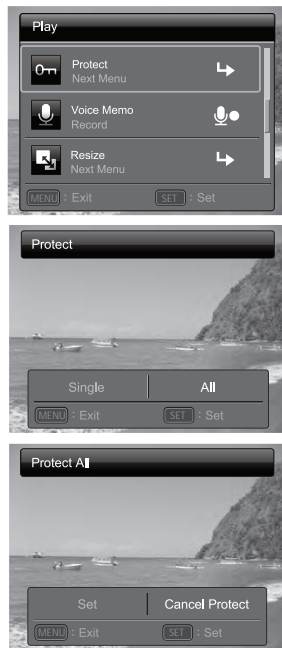 Play
Protect
Next Menu
Voice Memo
Record
Resize
Next Menu
MENU : Exit SET : Set
Protect
Single All
MENU : Exit SET : Set
Protect All
Set Cancel Protect
MENU : Exit SET : Set